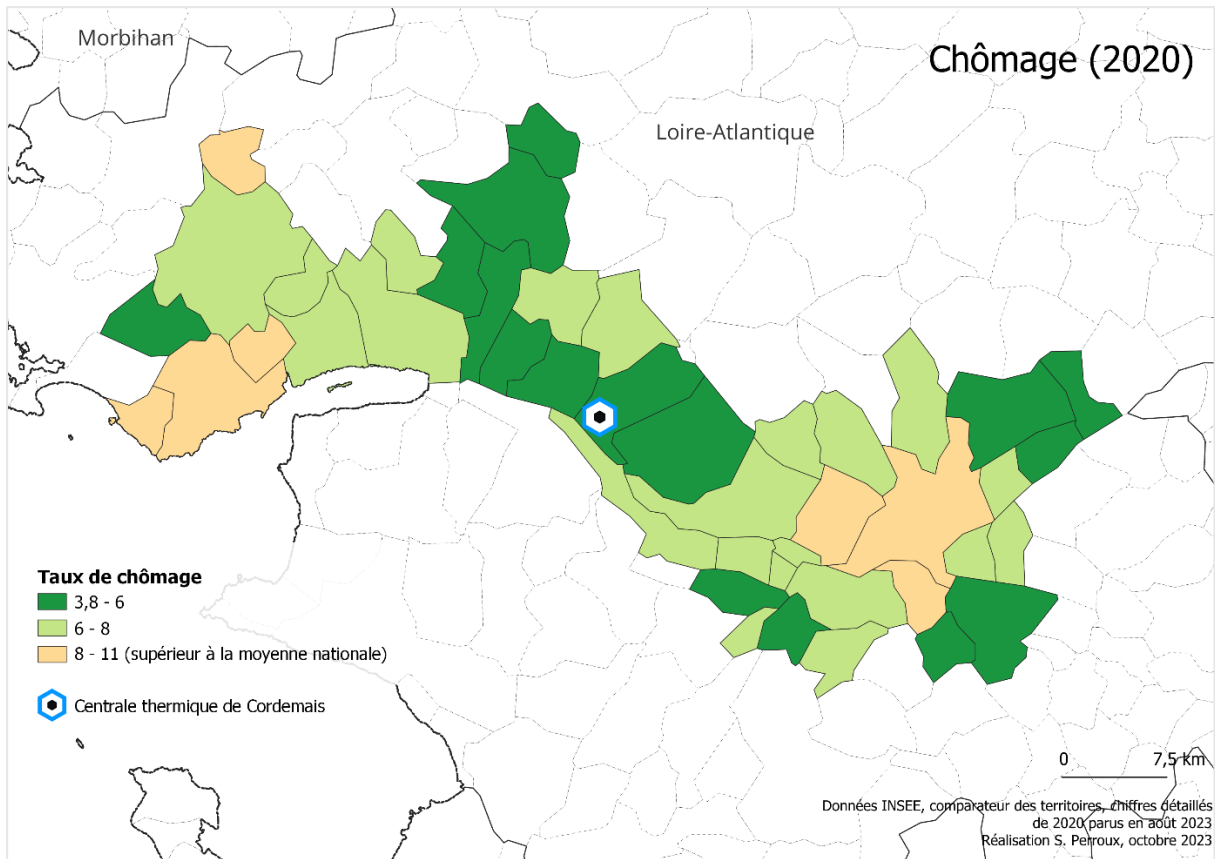 Morbihan
Chômage (2020)
Loire-Atlantique
Taux de chômage
3,8 - 6
6 - 8
8 - 11 (supérieur à la moyenne nationale)
Centrale thermique de Cordemais
0 7,5 km
Données INSEE, comparateur des territoires, chiffres détaillés
de 2020 parus en août 2023
Réalisation S. Perroux, octobre 2023